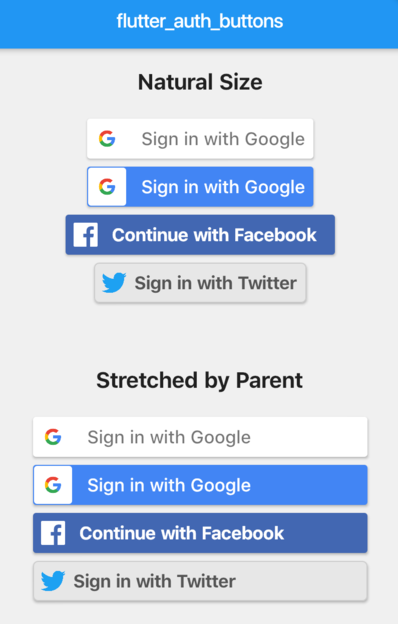 flutter_auth_buttons
Natural Size
Sign in with Google
Sign in with Google
Continue with Facebook
Sign in with Twitter
Stretched by Parent
Sign in with Google
Sign in with Google
Continue with Facebook
Sign in with Twitter